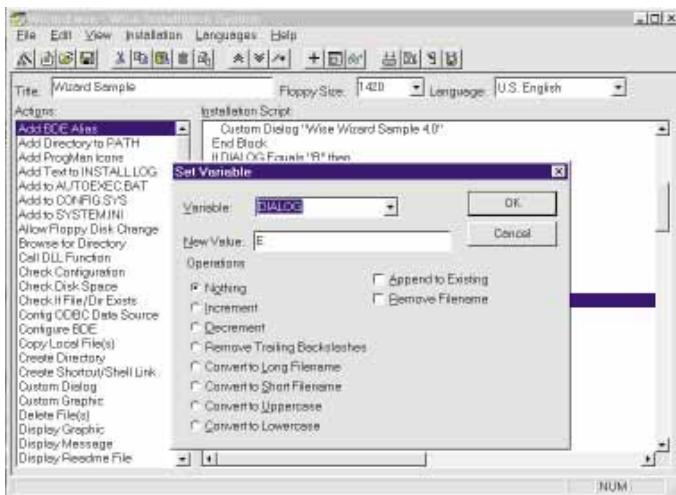 Wizard.wse - Wise Installation System
File Edit View Installation Languages Help
Title: Wizard Sample Floppy Size: 1420 Language: U.S. English
Actions: Installation Script:
Add BDE Alias
Add Directory to PATH
Add ProgMan Icons
Add Text to INSTALL.LOG
Add to AUTOEXEC.BAT
Add to CONFIG.SYS
Add to SYSTEM.INI
Allow Floppy Disk Change
Browse for Directory
Call DLL Function
Check Configuration
Check Disk Space
Check If File/Dir Exists
Config ODBC Data Source
Configure BDE
Copy Local File(s)
Create Directory
Create Shortcut/Shell Link
Custom Dialog
Custom Graphic
Delete File(s)
Display Graphic
Display Message
Display Readme File
Custom Dialog "Wise Wizard Sample 4.0"
End Block
If DIALOG Equals "B" then
Set Variable
Variable: DIALOG
OK
New Value: E
Cancel
Operations
Nothing
Append to Existing
Increment
Remove Filename
Decrement
Remove Trailing Backslashes
Convert to Long Filename
Convert to Short Filename
Convert to Uppercase
Convert to Lowercase
NUM